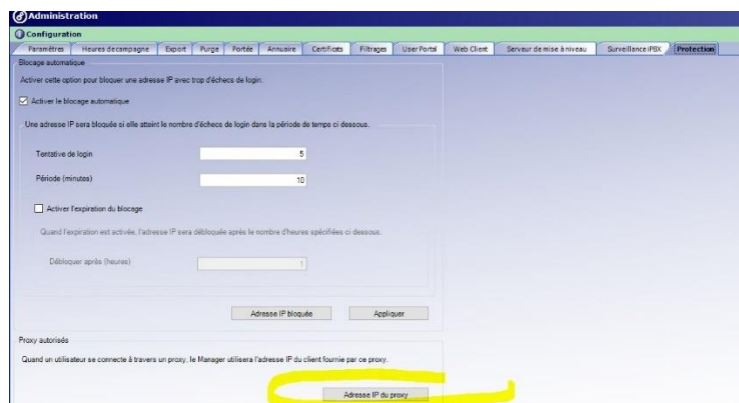 Administration
Configuration
Paramètres Heures de campagne Export Purge Portée Annuaire Certificats Filtrages User Portal Web Client Serveur de mise à niveau Surveillance iPBX Protection
Blocage automatique
Activer cette option pour bloquer une adresse IP avec trop d'échecs de login.
Activer le blocage automatique
Une adresse IP sera bloquée si elle atteint le nombre d'échecs de login dans la période de temps ci dessous.
Tentative de login 5
Période (minutes) 10
Activer l'expiration du blocage
Quand l'expiration est activée, l'adresse IP sera débloquée après le nombre d'heures spécifiées ci dessous.
Débloquer après (heures) 1
Adresse IP bloquée Appliquer
Proxy autorisés
Quand un utilisateur se connecte à travers un proxy, le Manager utilisera l'adresse IP du client fournie par ce proxy.
Adresse IP du proxy